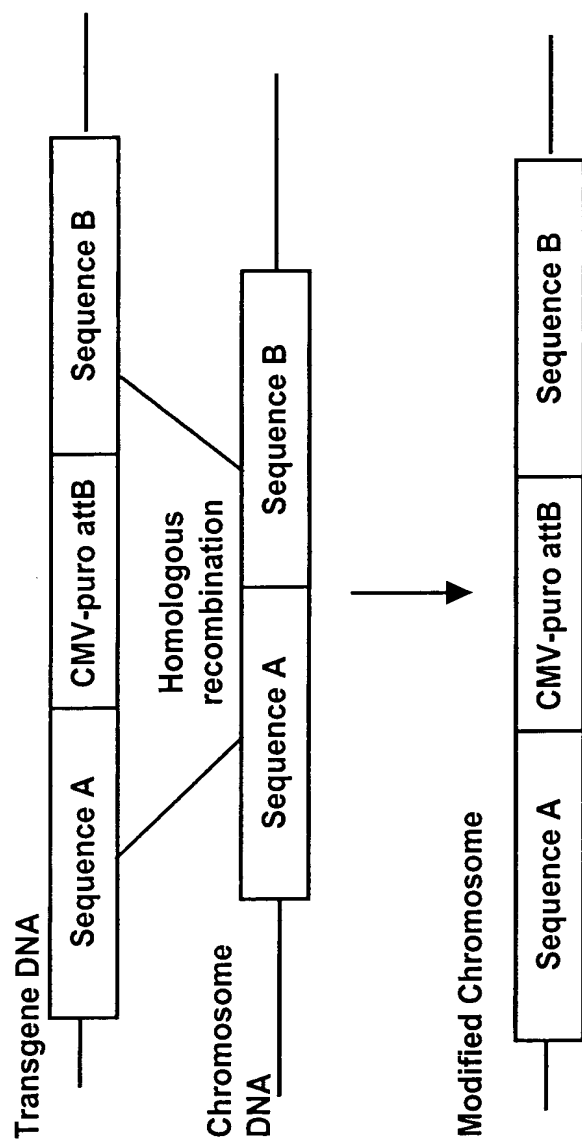 Transgene DNA
Sequence A
CMV-puro attB
Sequence B
Homologous
recombination
Chromosome
DNA
Sequence A
Sequence B
Modified Chromosome
Sequence A
CMV-puro attB
Sequence B